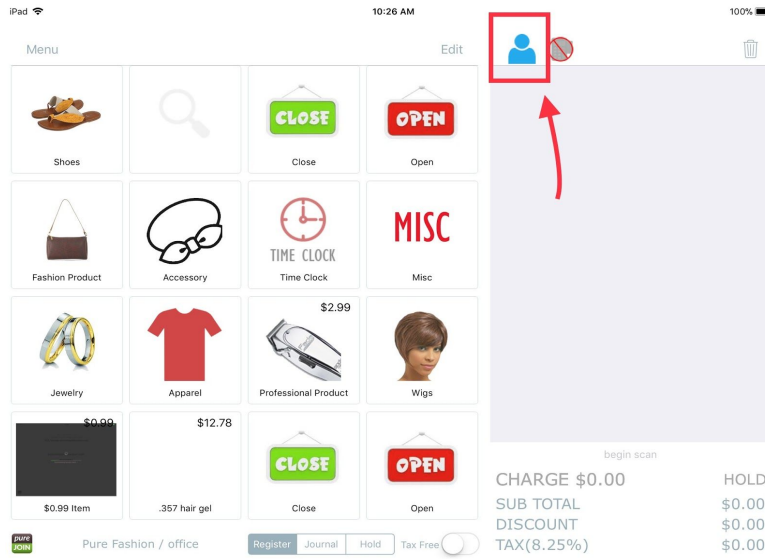 iPad 10:26 AM 100%
Menu Edit
CLOSE OPEN
Shoes Close Open
MISC
TIME CLOCK
Fashion Product Accessory Time Clock Misc
$2.99
Jewelry Apparel Professional Product Wigs
$0.99 $12.78
CLOSE OPEN
$0.99 Item .357 hair gel Close Open
pure
JOIN
Pure Fashion / office Register Journal Hold Tax Free
begin scan
CHARGE $0.00 HOLD
SUB TOTAL $0.00
DISCOUNT $0.00
TAX(8.25%) $0.00